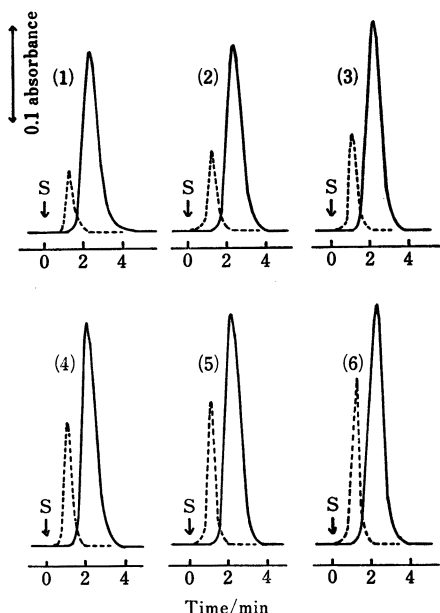 0.1 absorbance
(1)
(2)
(3)
S
S
S
0 2 4
0 2 4
0 2 4
(4)
(5)
(6)
S
S
S
0 2 4
0 2 4
0 2 4
Time/min